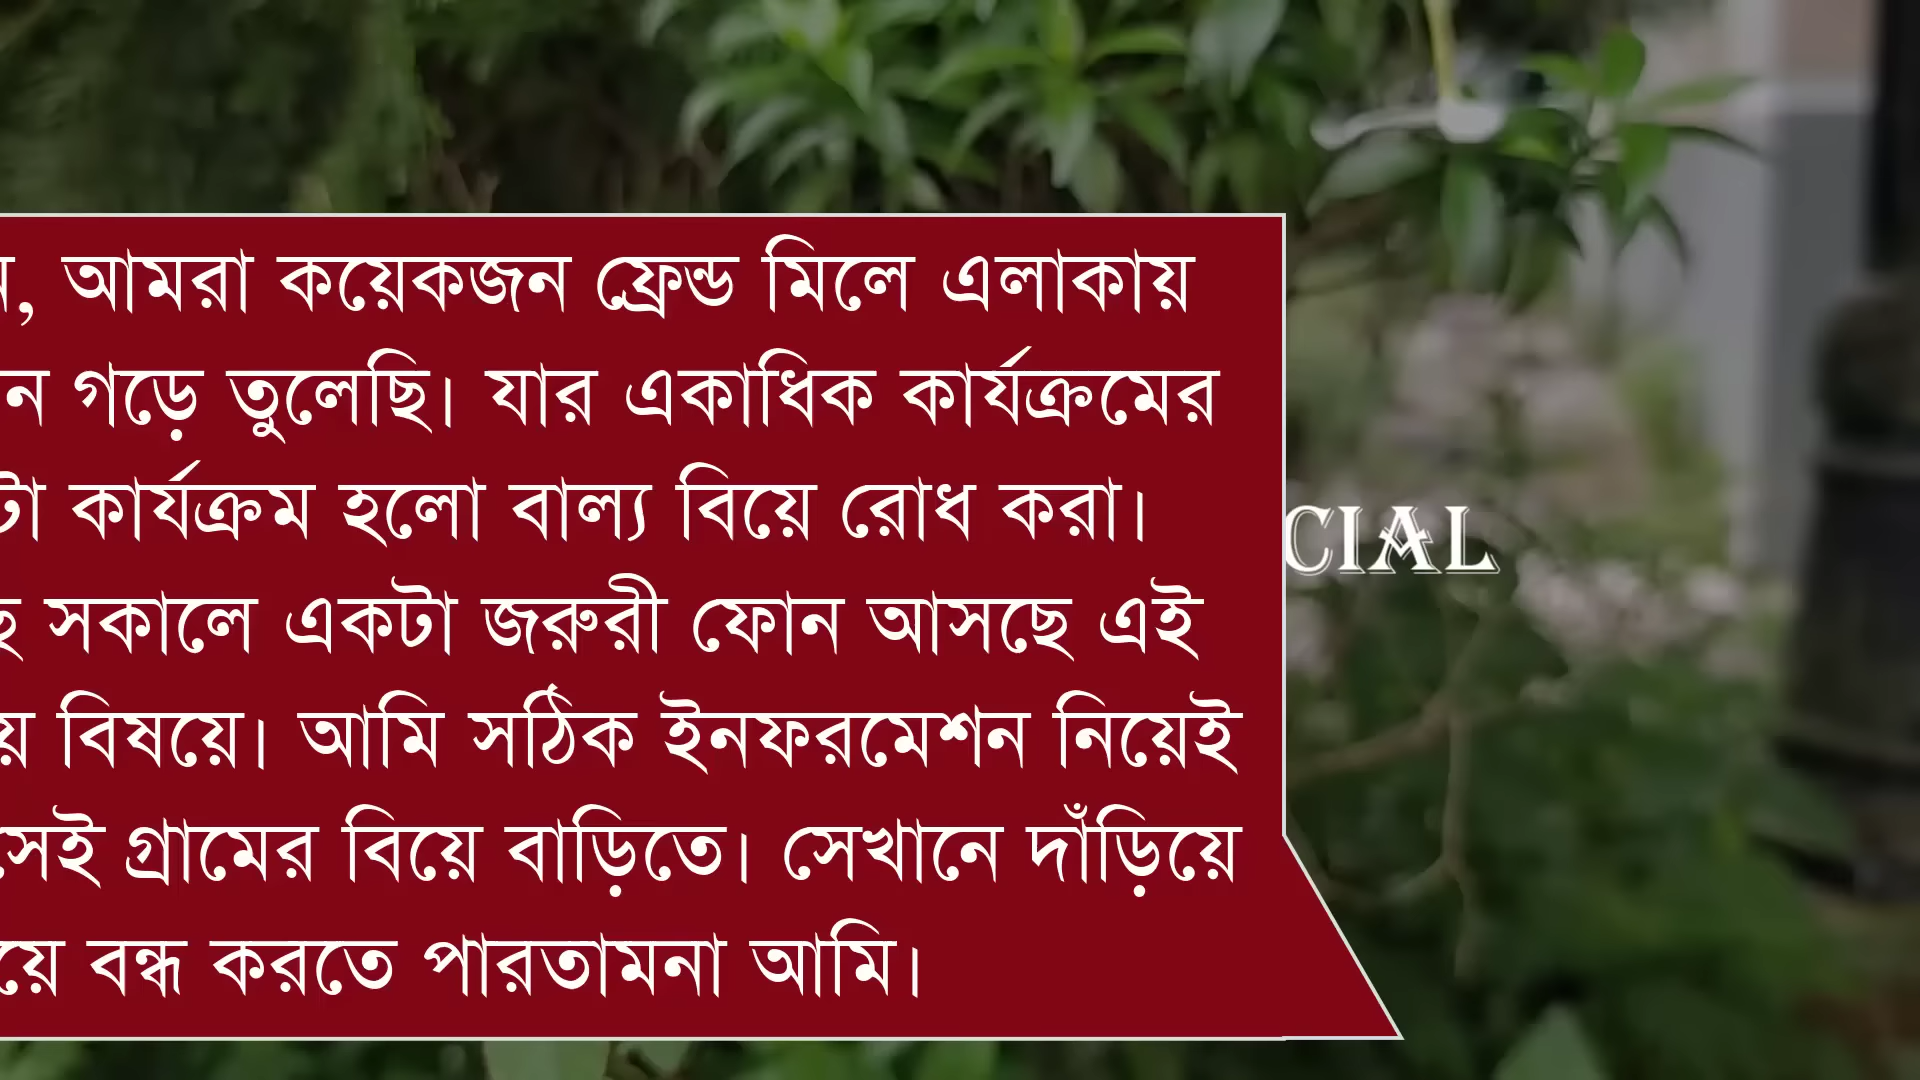 আমরা কয়েকজন ফ্রেন্ড মিলে এলাকায়
গড়ে তুলেছি। যার একাধিক কার্যক্রমের
কার্যক্রম হলো বাল্য বিয়ে রোধ করা।
CIAL
সকালে একটা জরুরী ফোন আসছে এই
বিষয়ে। আমি সঠিক ইনফরমেশন নিয়েই
সেই গ্রামের বিয়ে বাড়িতে। সেখানে দাঁড়িয়ে
বন্ধ করতে পারতামনা আমি।